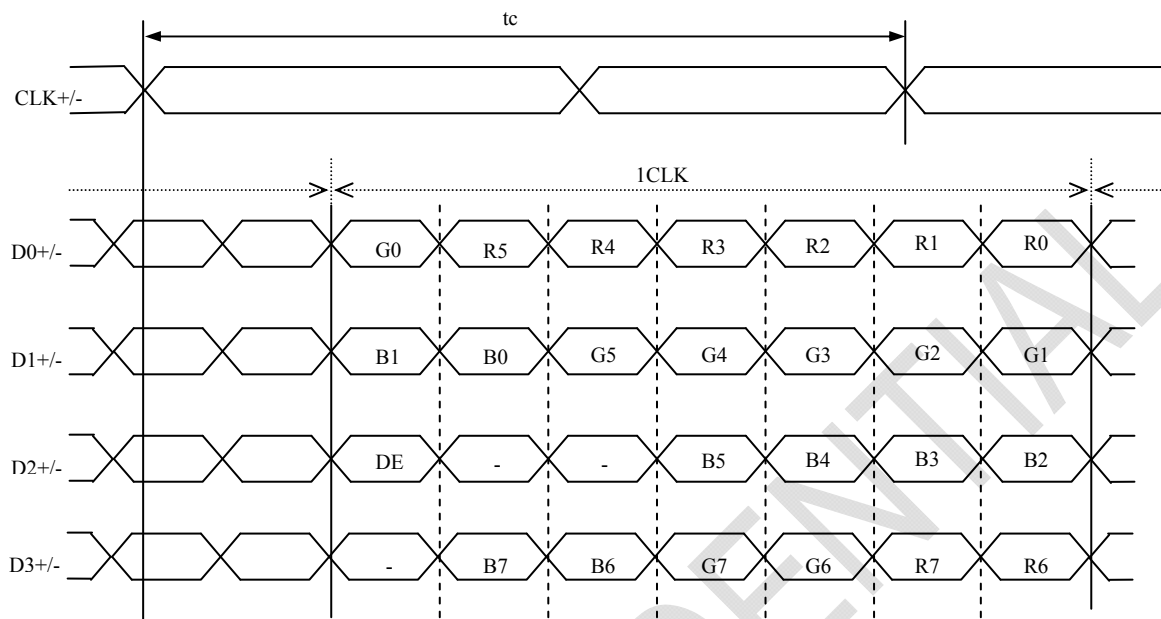 tc
CLK+/-
1CLK
D0+/- G0 R5 R4 R3 R2 R1 R0
D1+/- B1 B0 G5 G4 G3 G2 G1
D2+/- DE - - B5 B4 B3 B2
D3+/- - B7 B6 G7 G6 R7 R6
DENTIAL